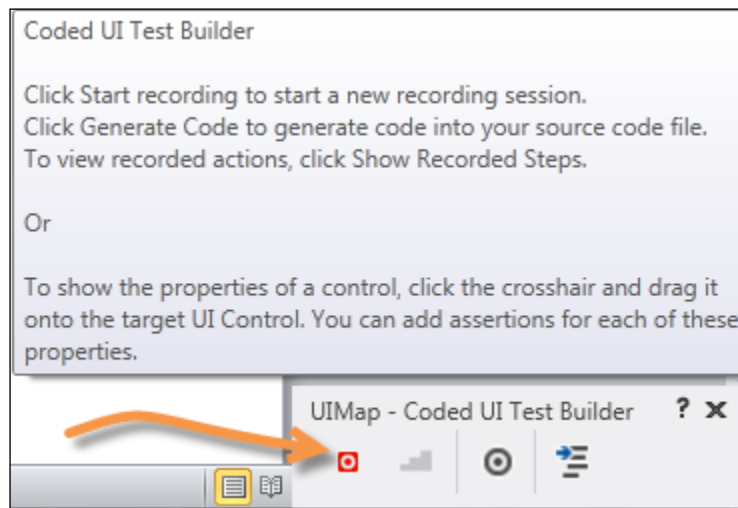 Coded UI Test Builder
Click Start recording to start a new recording session.
Click Generate Code to generate code into your source code file.
To view recorded actions, click Show Recorded Steps.
Or
To show the properties of a control, click the crosshair and drag it
onto the target UI Control. You can add assertions for each of these
properties.
UIMap - Coded UI Test Builder ? x